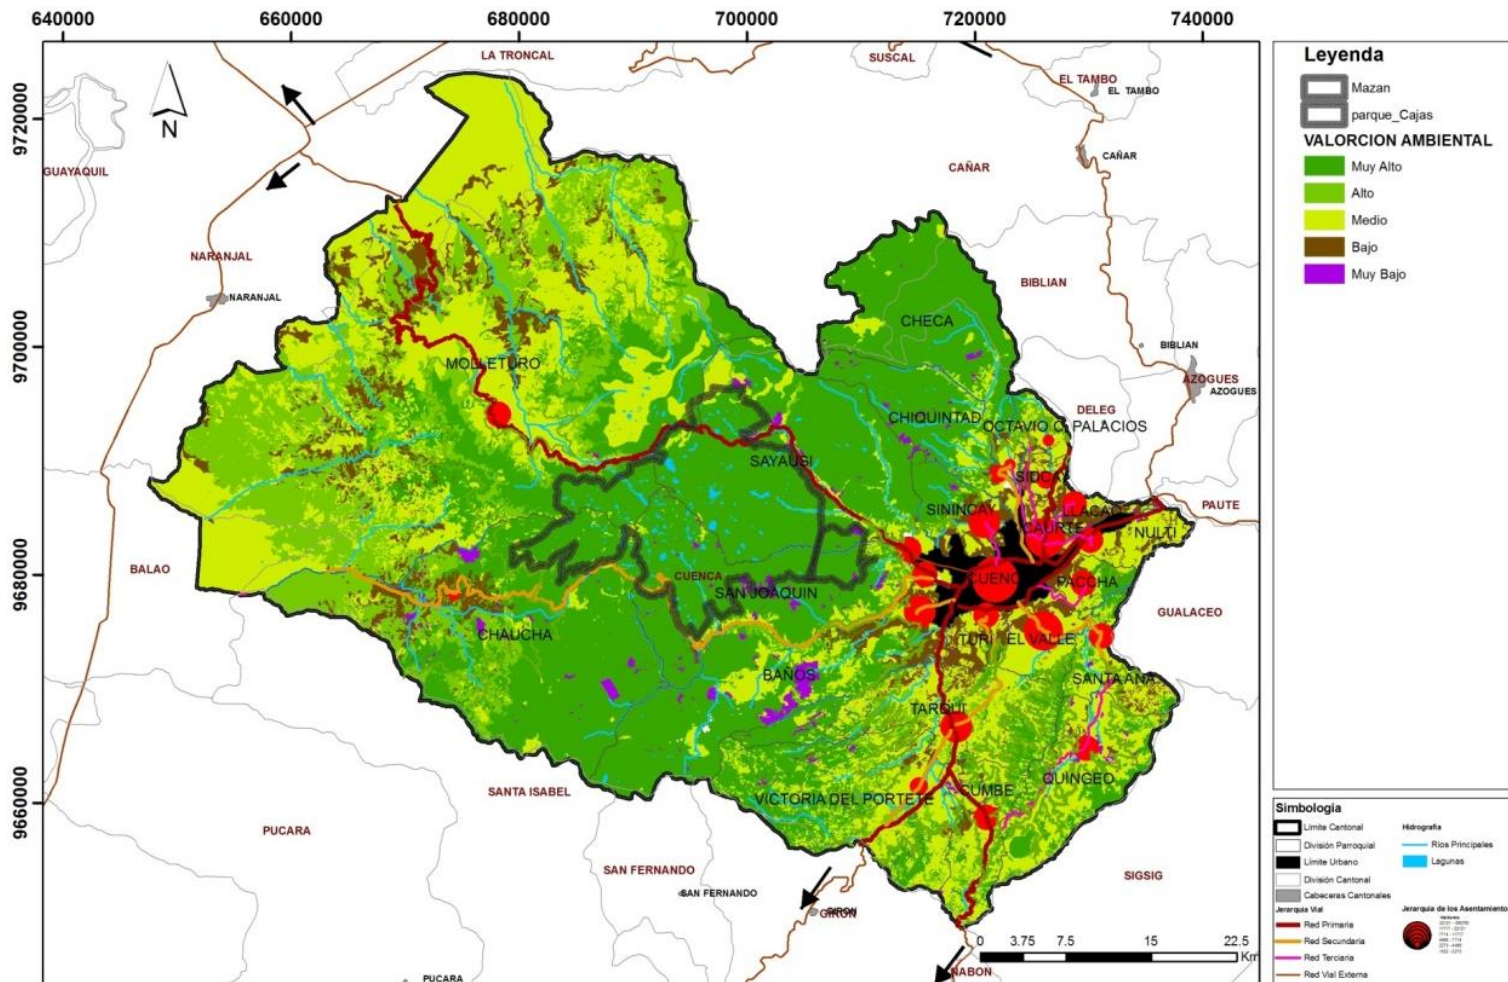 640000 660000 680000 700000 720000 740000
9720000
9700000
9680000
9660000
N
LA TRONCAL
SUSCAL
EL TAMBO
EL TAMBO
CAÑAR
CAÑAR
GUAYAQUIL
NARANJAL
NARANJAL
BIBLIAN
BIBLIAN
CHECA
MOLLETURO
AZOGUES
AZOGUES
DELEG
CHIQUINTAD
OCTAVIO C. PALACIOS
SAYAUSI
SIDCAY
SININCAY
LLACAO
PAUTE
NULTI
BALAO
CUENCA
SAN JOAQUIN
PACCHA
GUALACEO
CHAUCHA
TURI
EL VALLE
BAÑOS
SANTA ANA
TARQUI
QUINGEO
VICTORIA DEL PORTETE
CUMBE
SANTA ISABEL
PUCARA
SAN FERNANDO
SAN FERNANDO
SIGSIG
GIRON
GIRON
NABON
PUCARA
0 3.75 7.5 15 22.5
Km
Leyenda
Mazan
parque_Cajas
VALORCION AMBIENTAL
Muy Alto
Alto
Medio
Bajo
Muy Bajo
Simbología
Límite Cantonal
División Parroquial
Límite Urbano
División Cantonal
Cabeceras Cantonales
Jerarquía Vial
Red Primaria
Red Secundaria
Red Terciaria
Red Vial Externa
Hidrografía
Ríos Principales
Lagunas
Jerarquía de los Asentamiento